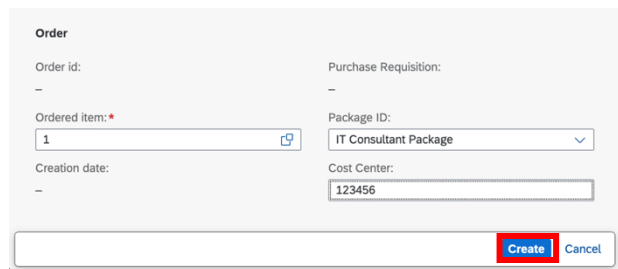 Order
Order id: Purchase Requisition:
– –
Ordered item:* Package ID:
1 IT Consultant Package
Creation date: Cost Center:
– 123456
Create Cancel